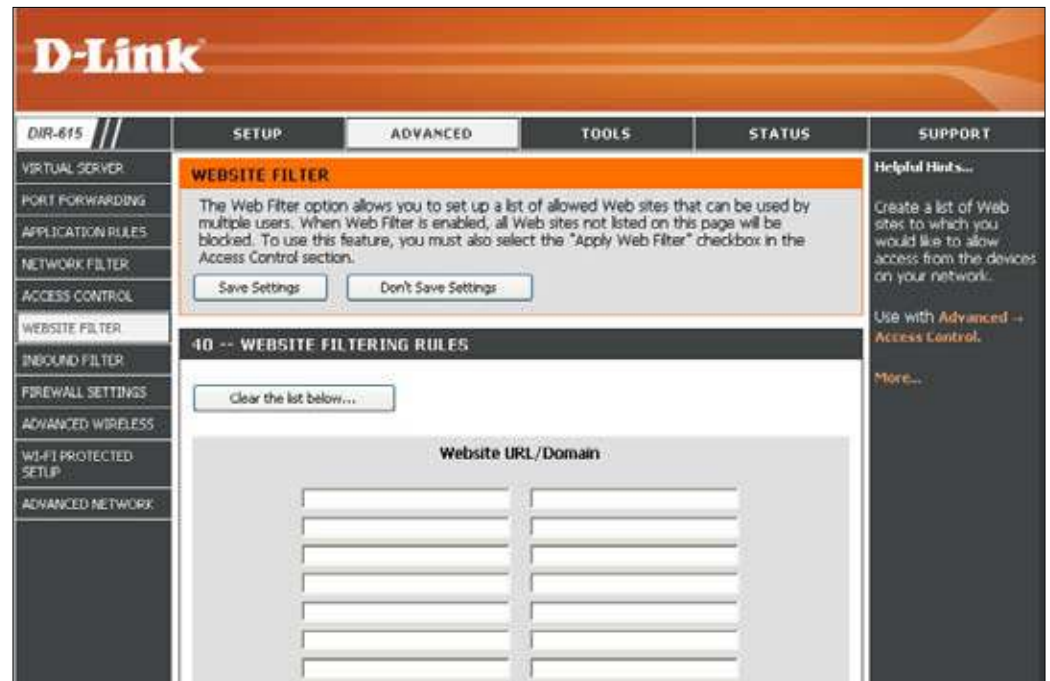 D-Link
DIR-615
SETUP
ADVANCED
TOOLS
STATUS
SUPPORT
VIRTUAL SERVER
PORT FORWARDING
APPLICATION RULES
NETWORK FILTER
ACCESS CONTROL
WEBSITE FILTER
INBOUND FILTER
FIREWALL SETTINGS
ADVANCED WIRELESS
WI-FI PROTECTED
SETUP
ADVANCED NETWORK
WEBSITE FILTER
The Web Filter option allows you to set up a list of allowed Web sites that can be used by
multiple users. When Web Filter is enabled, all Web sites not listed on this page will be
blocked. To use this feature, you must also select the "Apply Web Filter" checkbox in the
Access Control section.
Save Settings
Don't Save Settings
40 -- WEBSITE FILTERING RULES
Clear the list below...
Website URL/Domain
Helpful Hints...
Create a list of Web
sites to which you
would like to allow
access from the devices
on your network.
Use with Advanced →
Access Control.
More...